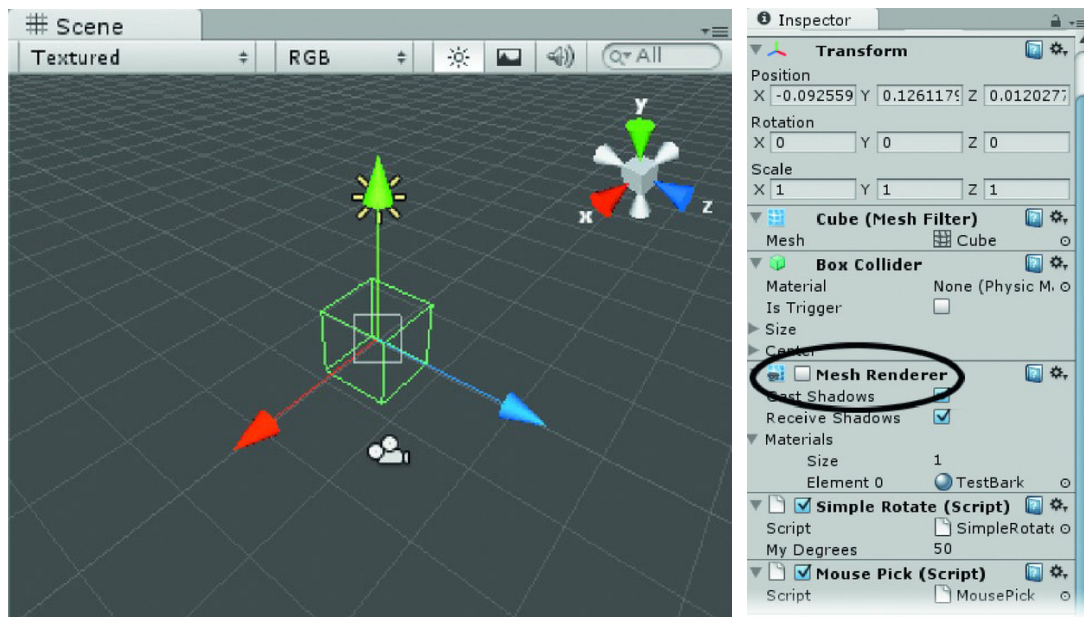 Scene
Textured RGB All
y
x z
Inspector
Transform
Position
X -0.092559 Y 0.1261179 Z 0.0120277
Rotation
X 0 Y 0 Z 0
Scale
X 1 Y 1 Z 1
Cube (Mesh Filter)
Mesh Cube
Box Collider
Material None (Physic M
Is Trigger
Size
Center
Mesh Renderer
Cast Shadows
Receive Shadows
Materials
Size 1
Element 0 TestBark
Simple Rotate (Script)
Script SimpleRotate
My Degrees 50
Mouse Pick (Script)
Script MousePick